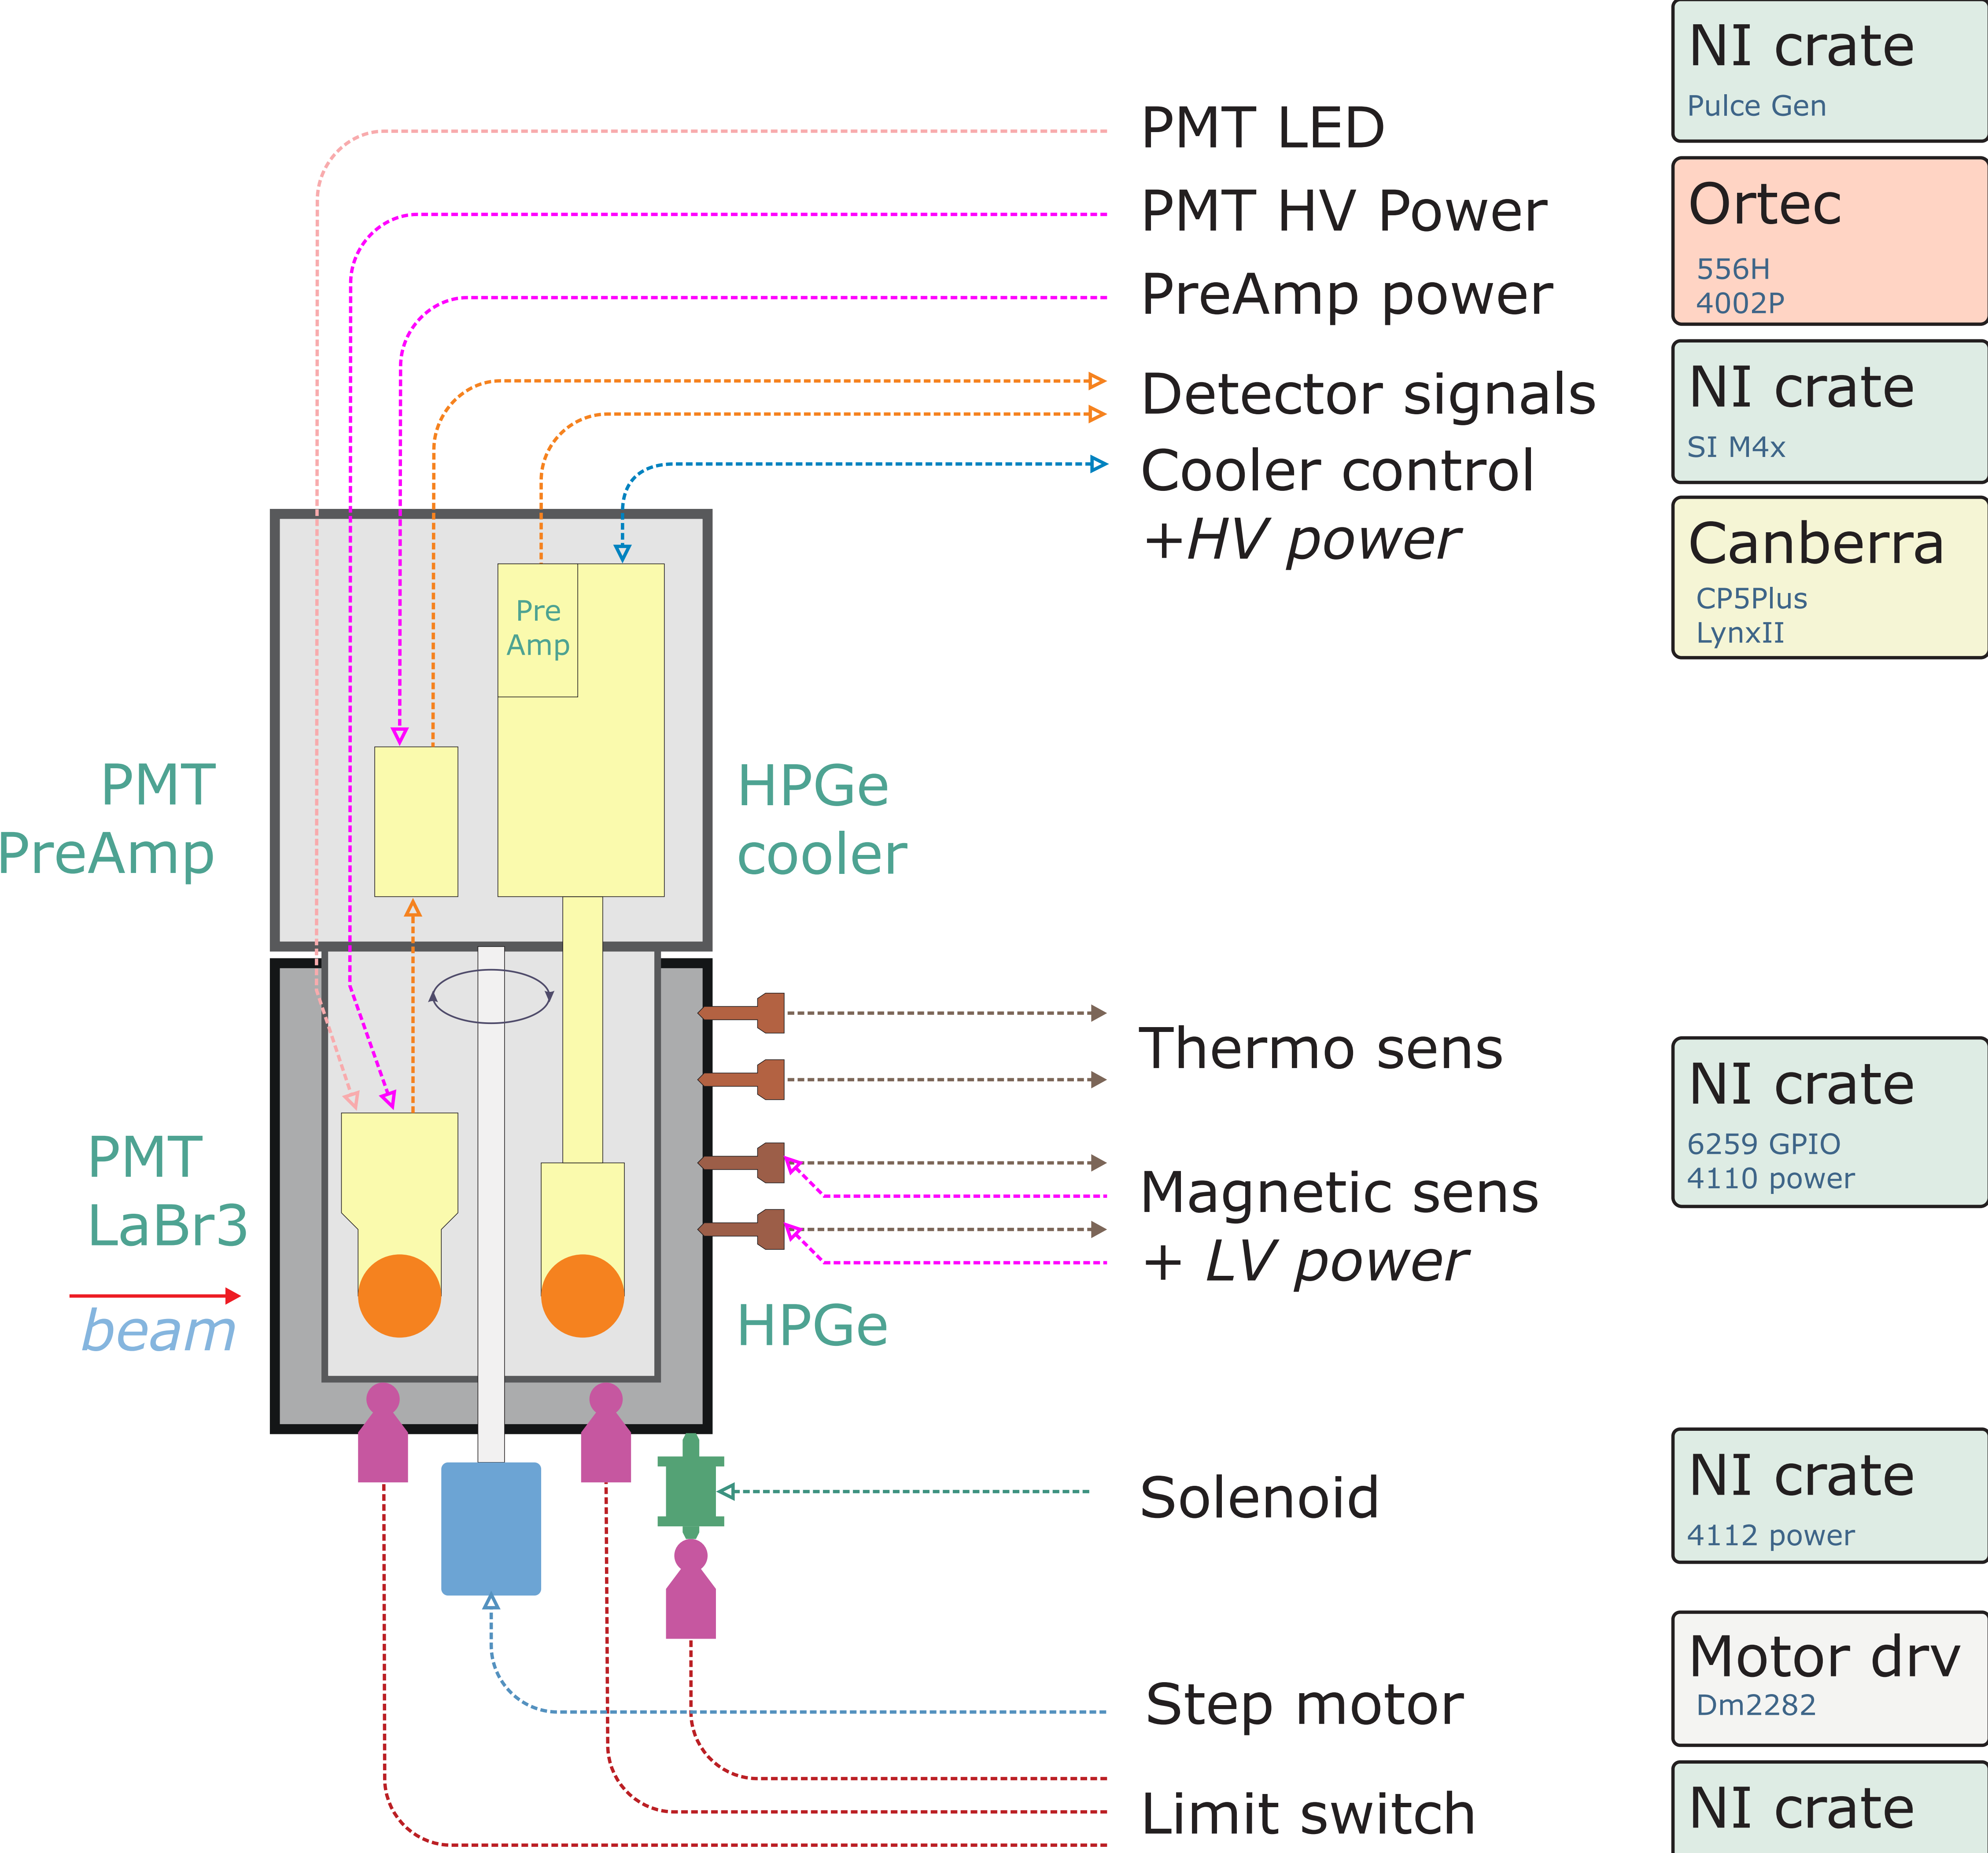 NI crate
Pulce Gen
PMT LED
PMT HV Power
Ortec
556H
4002P
PreAmp power
Detector signals
NI crate
SI M4x
Cooler control
+HV power
Canberra
CP5Plus
LynxII
Pre
Amp
PMT
PreAmp
HPGe
cooler
Thermo sens
NI crate
6259 GPIO
4110 power
PMT
LaBr3
Magnetic sens
+ LV power
beam
HPGe
Solenoid
NI crate
4112 power
Step motor
Motor drv
Dm2282
Limit switch
NI crate